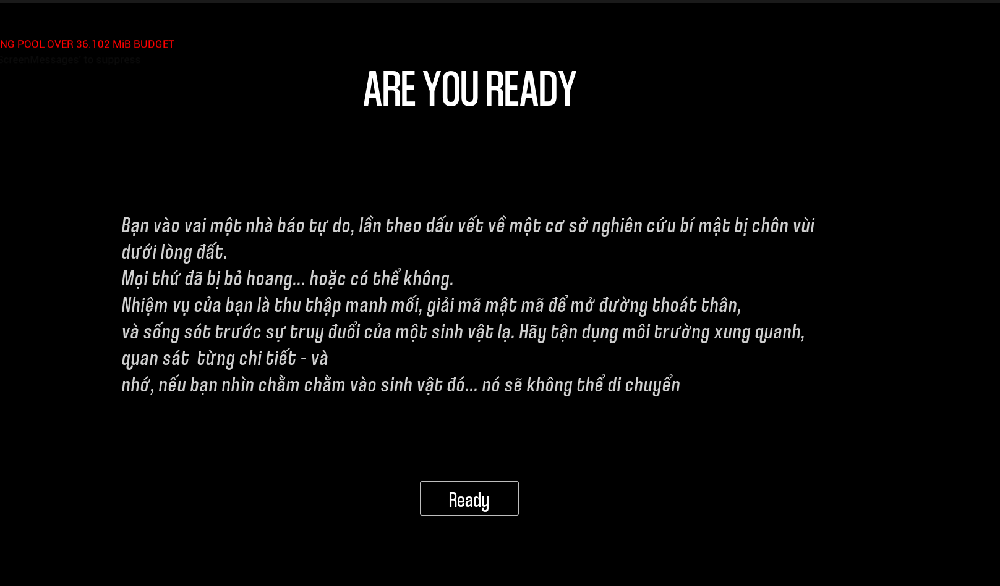 NG POOL OVER 36.102 MiB BUDGET
ScreenMessages' to suppress
ARE YOU READY
Bạn vào vai một nhà báo tự do, lần theo dấu vết về một cơ sở nghiên cứu bí mật bị chôn vùi
dưới lòng đất.
Mọi thứ đã bị bỏ hoang... hoặc có thể không.
Nhiệm vụ của bạn là thu thập manh mối, giải mã mật mã để mở đường thoát thân,
và sống sót trước sự truy đuổi của một sinh vật lạ. Hãy tận dụng môi trường xung quanh,
quan sát  từng chi tiết - và
nhớ, nếu bạn nhìn chằm chằm vào sinh vật đó... nó sẽ không thể di chuyển
Ready